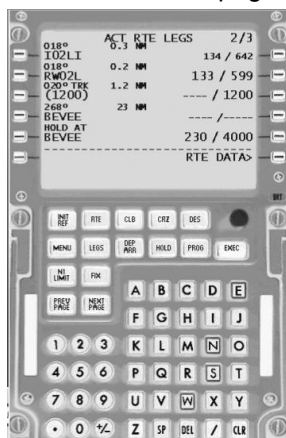 ACT RTE LEGS 2/3
018° 0.3 NM
I02LI 134 / 642
018° 0.2 NM
RW02L 133 / 599
020° TRK 1.2 NM
(1200) ---- / 1200
268° 23 NM
BEVEE ---- /-----
HOLD AT
BEVEE 230 / 4000
RTE DATA>
BRT
INIT REF RTE CLB CRZ DES
MENU LEGS DEP ARR HOLD PROG EXEC
N1 LIMIT FIX
PREV PAGE NEXT PAGE
A B C D E
F G H I J
1 2 3 K L M N O
4 5 6 P Q R S T
7 8 9 U V W X Y
. 0 +/- Z SP DEL / CLR